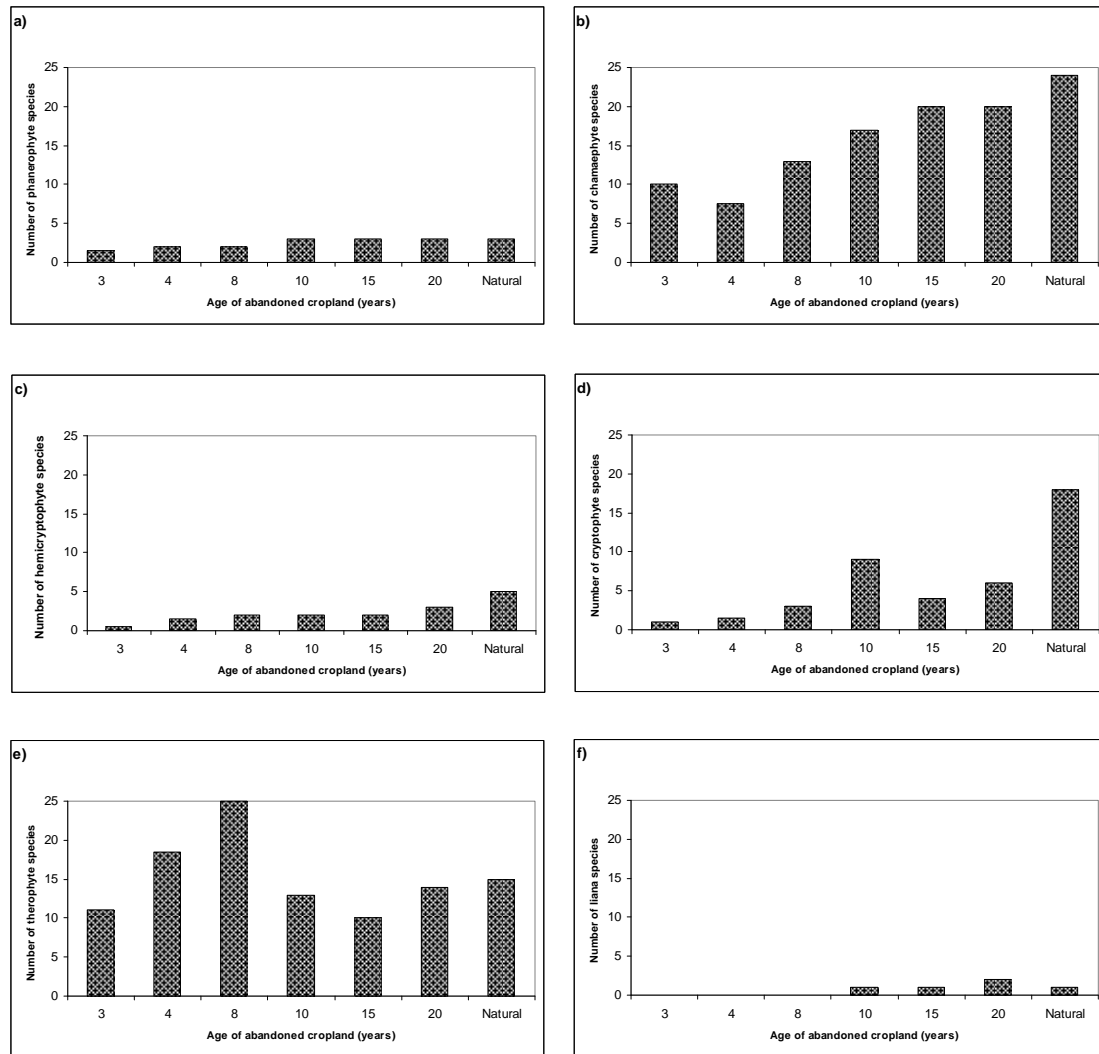 a)
Number of phanerophyte species
25
20
15
10
5
0
3 4 8 10 15 20 Natural
Age of abandoned cropland (years)
b)
Number of chamaephyte species
25
20
15
10
5
0
3 4 8 10 15 20 Natural
Age of abandoned cropland (years)
c)
Number of hemicryptophyte species
25
20
15
10
5
0
3 4 8 10 15 20 Natural
Age of abandoned cropland (years)
d)
Number of cryptophyte species
25
20
15
10
5
0
3 4 8 10 15 20 Natural
Age of abandoned cropland (years)
e)
Number of therophyte species
25
20
15
10
5
0
3 4 8 10 15 20 Natural
Age of abandoned cropland (years)
f)
Number of liana species
25
20
15
10
5
0
3 4 8 10 15 20 Natural
Age of abandoned cropland (years)